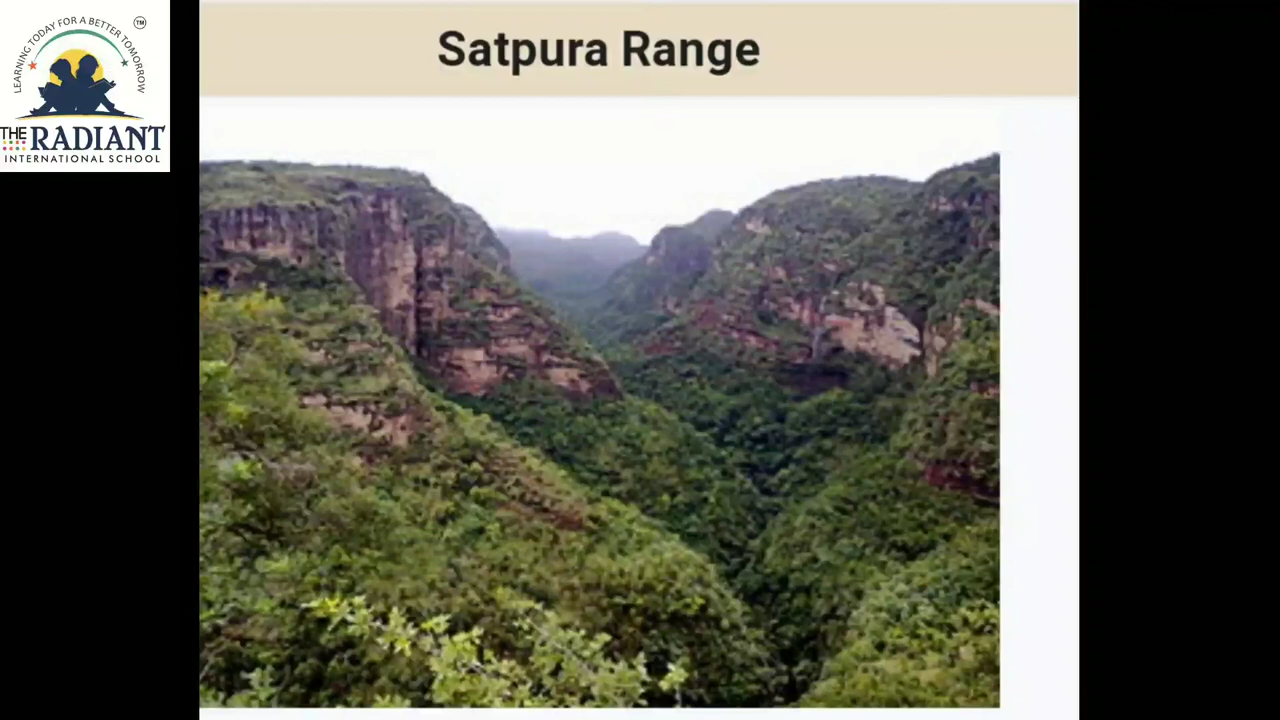 LEARNING TODAY FOR A BETTER TOMORROW
TM
THE RADIANT
INTERNATIONAL SCHOOL
Satpura Range